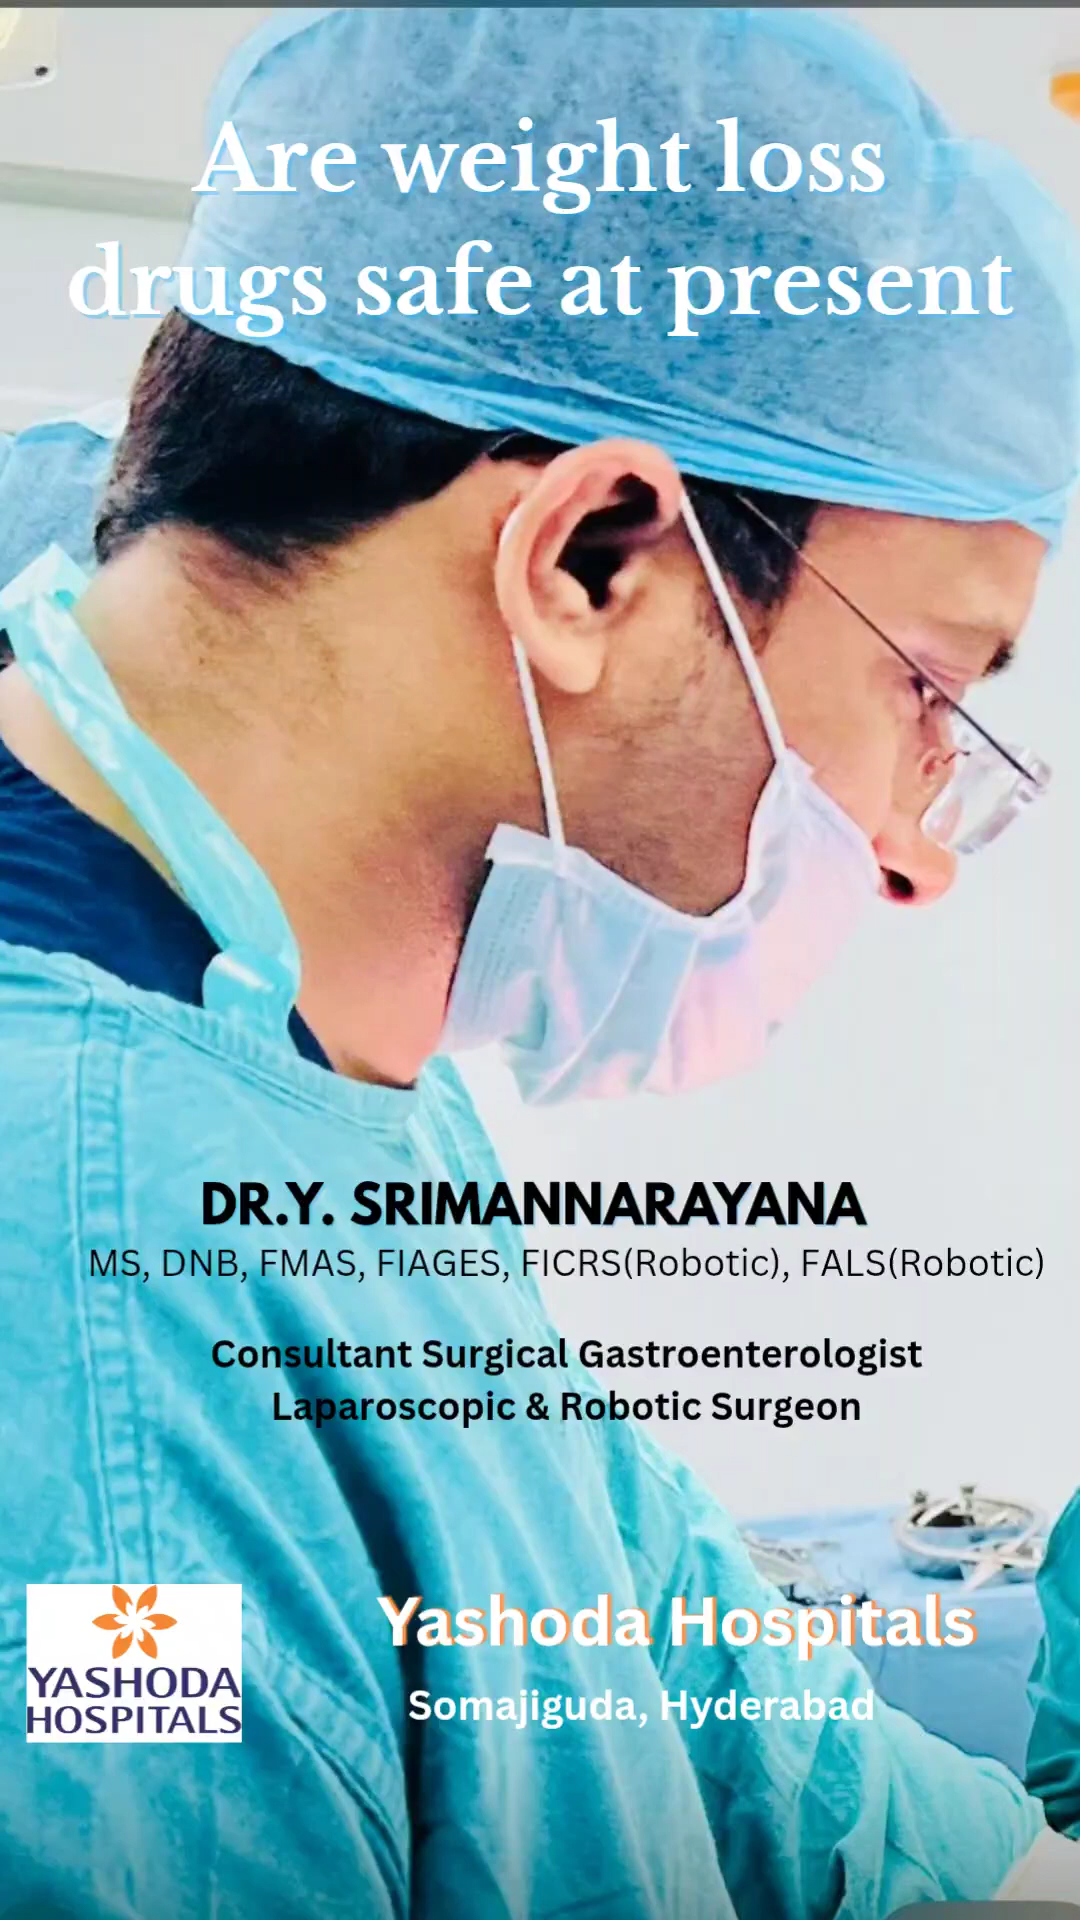 Are weight loss
drugs safe at present
DR.Y. SRIMANNARAYANA
MS, DNB, FMAS, FIAGES, FICRS(Robotic), FALS(Robotic)
Consultant Surgical Gastroenterologist
Laparoscopic & Robotic Surgeon
YASHODA
HOSPITALS
Yashoda Hospitals
Somajiguda, Hyderabad